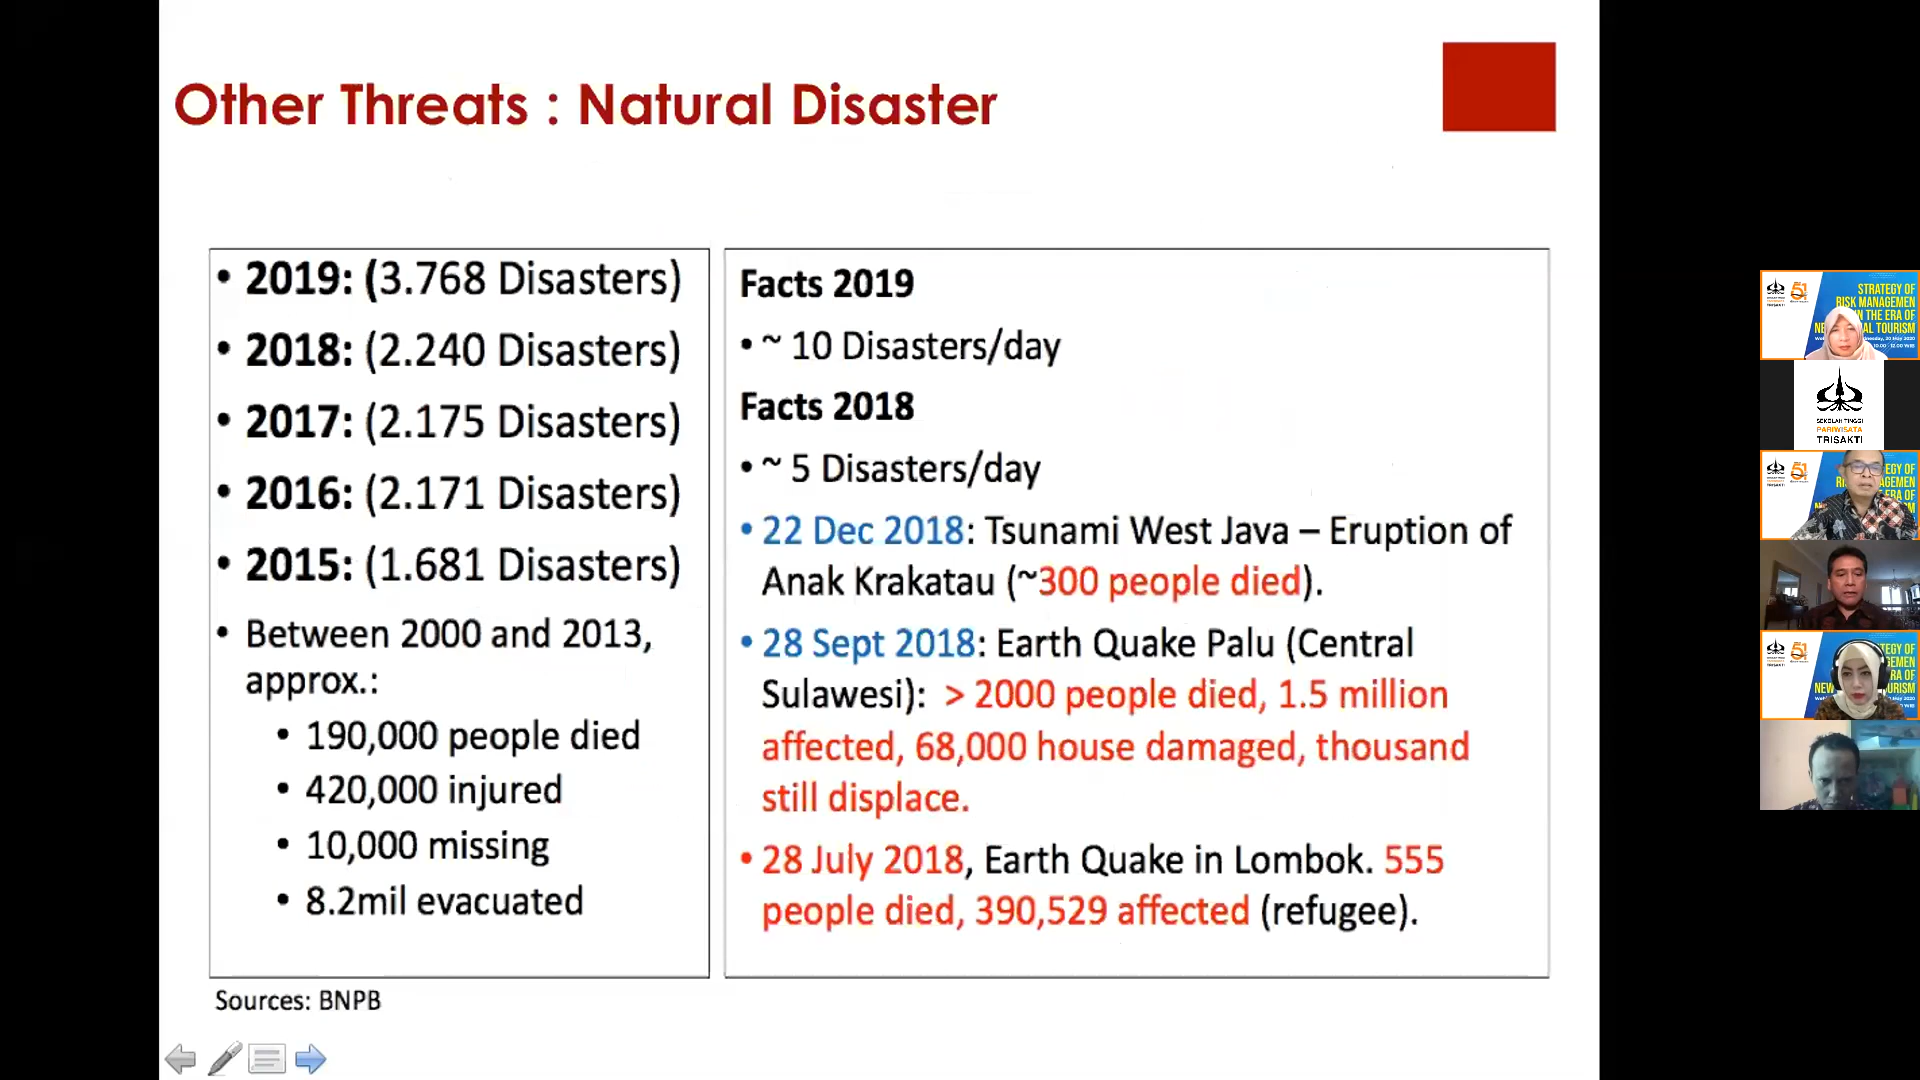 Other Threats : Natural Disaster
• 2019: (3.768 Disasters)
• 2018: (2.240 Disasters)
• 2017: (2.175 Disasters)
• 2016: (2.171 Disasters)
• 2015: (1.681 Disasters)
• Between 2000 and 2013,
approx.:
• 190,000 people died
• 420,000 injured
• 10,000 missing
• 8.2mil evacuated
Facts 2019
• ~ 10 Disasters/day
Facts 2018
• ~ 5 Disasters/day
• 22 Dec 2018: Tsunami West Java – Eruption of
Anak Krakatau (~300 people died).
• 28 Sept 2018: Earth Quake Palu (Central
Sulawesi):  > 2000 people died, 1.5 million
affected, 68,000 house damaged, thousand
still displace.
• 28 July 2018, Earth Quake in Lombok. 555
people died, 390,529 affected (refugee).
Sources: BNPB
STRATEGY OF
RISK MANAGEMEN
IN THE ERA OF
TOURISM
SEKOLAH TINGGI
PARIWISATA
TRISAKTI